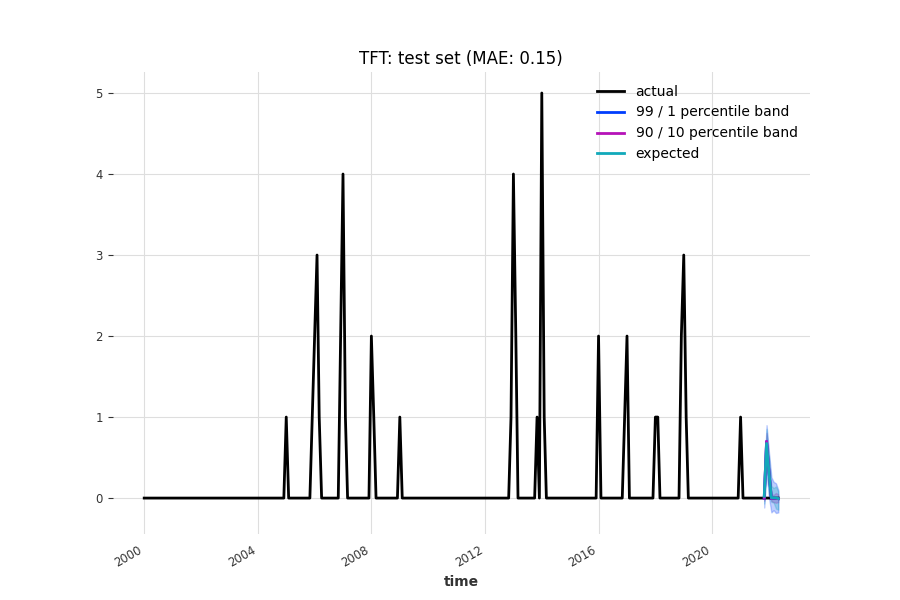 TFT: test set (MAE: 0.15)
actual
99 / 1 percentile band
90 / 10 percentile band
expected
5
4
3
2
1
0
2000
2004
2008
2012
2016
2020
time